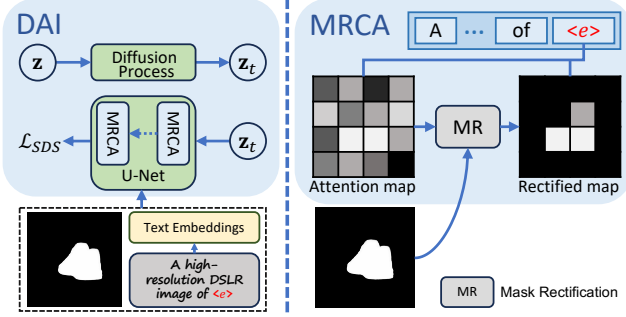 DAI
z
Diffusion
Process
z_t
MRCA
MRCA
U-Net
z_t
ℒ_SDS
Text Embeddings
A high-
resolution DSLR
image of <e>
MRCA
A ... of <e>
MR
Attention map
Rectified map
MR Mask Rectification